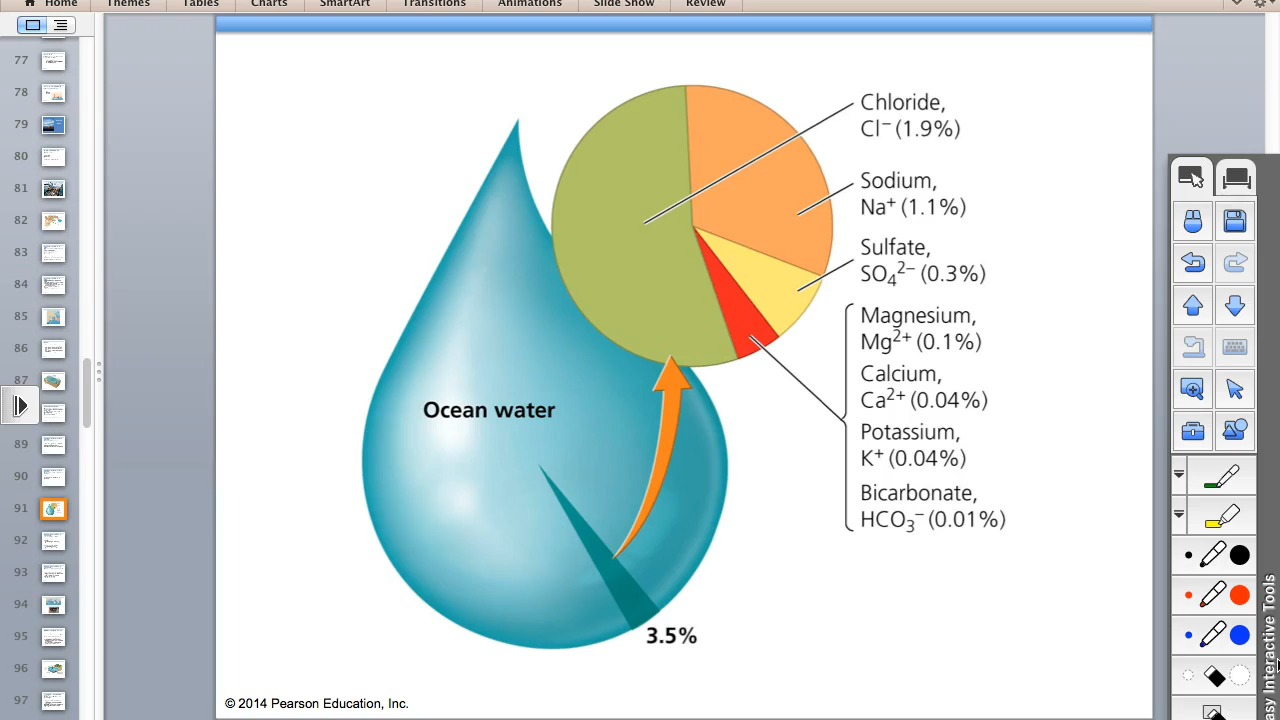 Home Themes Tables Charts SmartArt Transitions Animations Slide Show Review
77
78
79
80
81
82
83
84
85
86
87
89
90
91
92
93
94
95
96
97
Chloride,
Cl⁻ (1.9%)
Sodium,
Na⁺ (1.1%)
Sulfate,
SO₄²⁻ (0.3%)
Magnesium,
Mg²⁺ (0.1%)
Calcium,
Ca²⁺ (0.04%)
Potassium,
K⁺ (0.04%)
Bicarbonate,
HCO₃⁻ (0.01%)
Ocean water
3.5%
© 2014 Pearson Education, Inc.
Interactive Tools